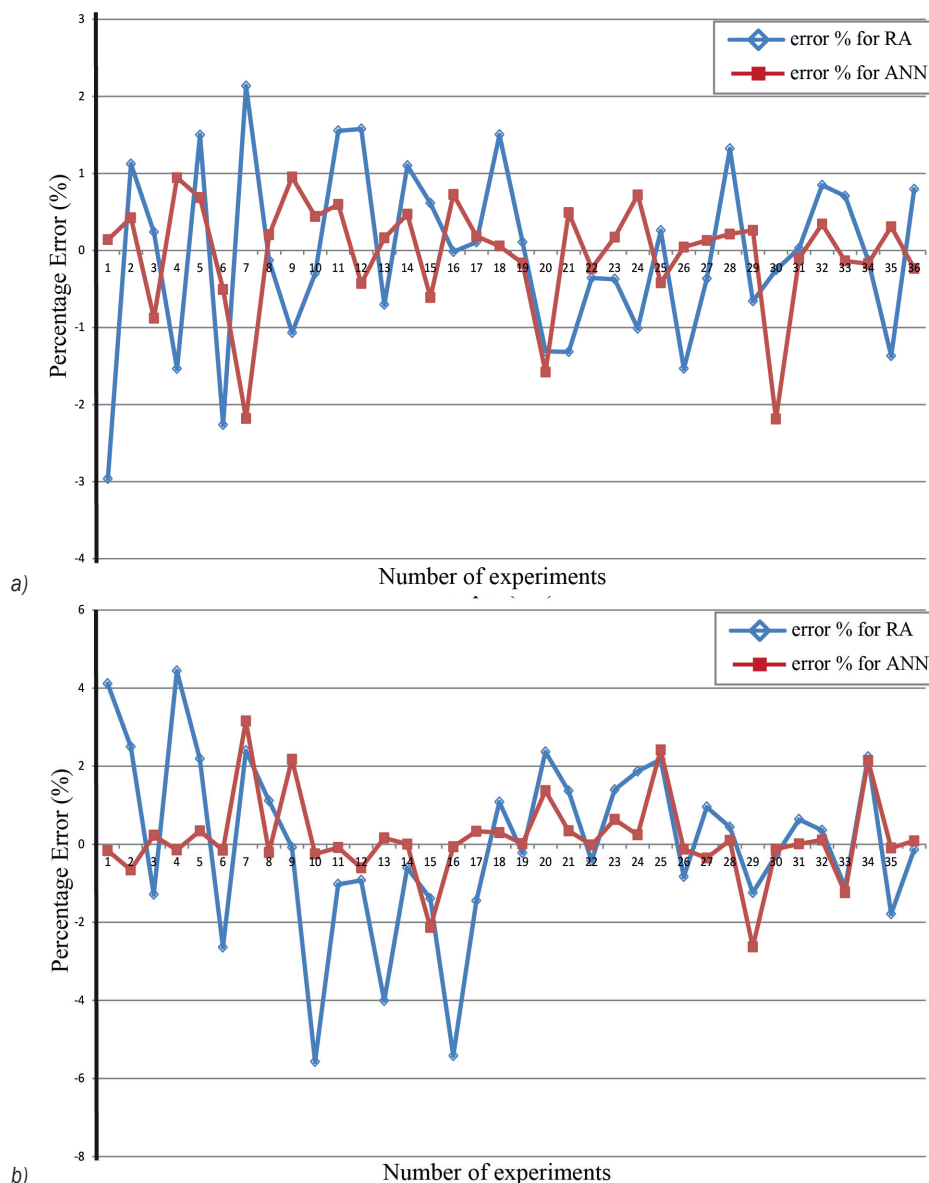 3
error % for RA
error % for ANN
2
1
0
-1
-2
-3
-4
Percentage Error (%)
1 2 3 4 5 6 7 8 9 10 11 12 13 14 15 16 17 18 19 20 21 22 23 24 25 26 27 28 29 30 31 32 33 34 35 36
a)
Number of experiments
6
error % for RA
error % for ANN
4
2
0
-2
-4
-6
-8
Percentage Error (%)
1 2 3 4 5 6 7 8 9 10 11 12 13 14 15 16 17 18 19 20 21 22 23 24 25 26 27 28 29 30 31 32 33 34 35
b)
Number of experiments